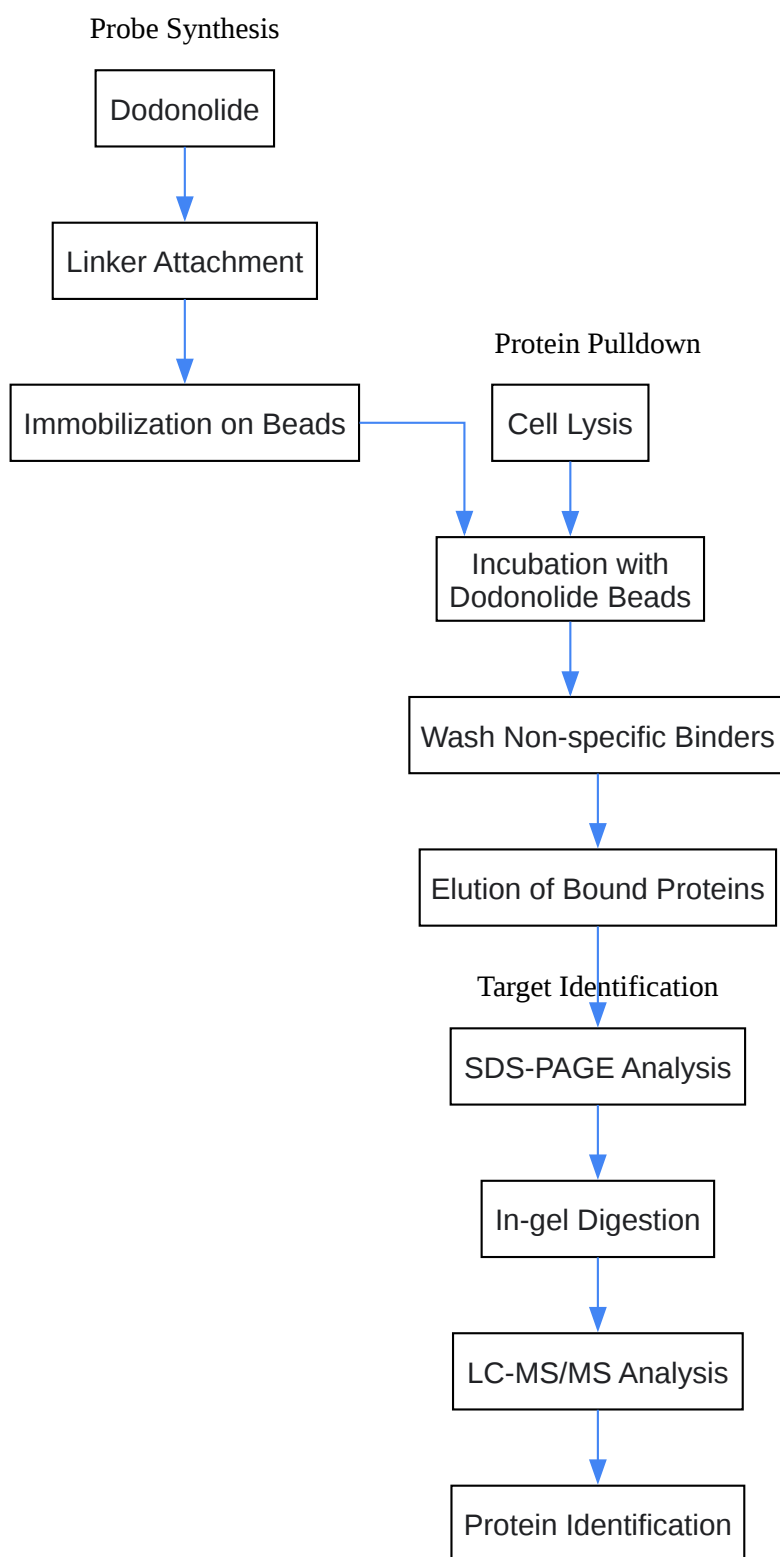 Probe Synthesis
Dodonolide
Linker Attachment
Immobilization on Beads
Protein Pulldown
Cell Lysis
Incubation with
Dodonolide Beads
Wash Non-specific Binders
Elution of Bound Proteins
Target Identification
SDS-PAGE Analysis
In-gel Digestion
LC-MS/MS Analysis
Protein Identification